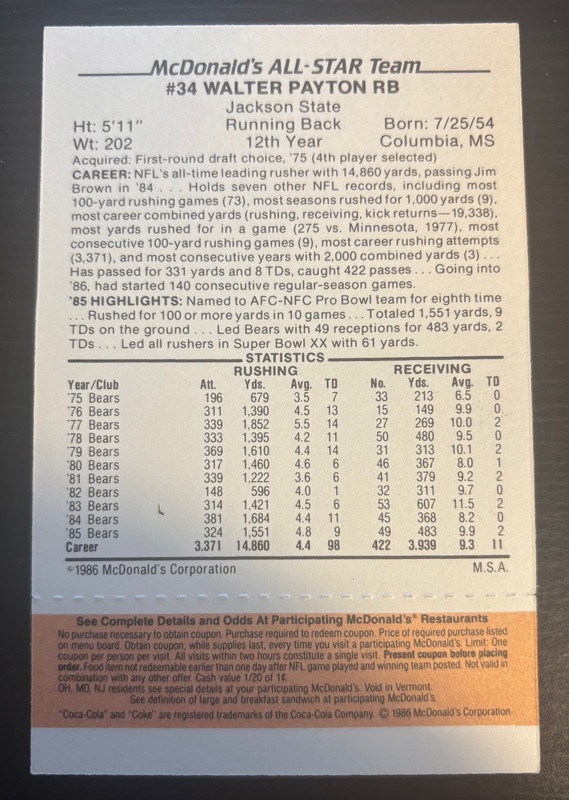 McDonald's ALL-STAR Team
#34 WALTER PAYTON RB
Jackson State
Ht: 5'11" Running Back Born: 7/25/54
Wt: 202 12th Year Columbia, MS
Acquired: First-round draft choice, '75 (4th player selected)
CAREER: NFL's all-time leading rusher with 14,860 yards, passing Jim
Brown in '84 . . . Holds seven other NFL records, including most
100-yard rushing games (73), most seasons rushed for 1,000 yards (9),
most career combined yards (rushing, receiving, kick returns—19,338),
most yards rushed for in a game (275 vs. Minnesota, 1977), most
consecutive 100-yard rushing games (9), most career rushing attempts
(3,371), and most consecutive years with 2,000 combined yards (3) . . .
Has passed for 331 yards and 8 TDs, caught 422 passes . . . Going into
'86, had started 140 consecutive regular-season games.
'85 HIGHLIGHTS: Named to AFC-NFC Pro Bowl team for eighth time
. . . Rushed for 100 or more yards in 10 games . . . Totaled 1,551 yards, 9
TDs on the ground . . . Led Bears with 49 receptions for 483 yards, 2
TDs . . . Led all rushers in Super Bowl XX with 61 yards.
STATISTICS
RUSHING RECEIVING
Year/Club Att. Yds. Avg. TD No. Yds. Avg. TD
'75 Bears 196 679 3.5 7 33 213 6.5 0
'76 Bears 311 1,390 4.5 13 15 149 9.9 0
'77 Bears 339 1,852 5.5 14 27 269 10.0 2
'78 Bears 333 1,395 4.2 11 50 480 9.5 0
'79 Bears 369 1,610 4.4 14 31 313 10.1 2
'80 Bears 317 1,460 4.6 6 46 367 8.0 1
'81 Bears 339 1,222 3.6 6 41 379 9.2 2
'82 Bears 148 596 4.0 1 32 311 9.7 0
'83 Bears 314 1,421 4.5 6 53 607 11.5 2
'84 Bears 381 1,684 4.4 11 45 368 8.2 0
'85 Bears 324 1,551 4.8 9 49 483 9.9 2
Career 3.371 14.860 4.4 98 422 3.939 9.3 11
©1986 McDonald's Corporation M.S.A.
See Complete Details and Odds At Participating McDonald's® Restaurants
No purchase necessary to obtain coupon. Purchase required to redeem coupon. Price of required purchase listed
on menu board. Obtain coupon, while supplies last, every time you visit a participating McDonald's. Limit: One
coupon per person per visit. All visits within two hours constitute a single visit. Present coupon before placing
order. Food item not redeemable earlier than one day after NFL game played and winning team posted. Not valid in
combination with any other offer. Cash value 1/20 of 1¢.
OH, MD, NJ residents see special details at your participating McDonald's. Void in Vermont.
See definition of large and breakfast sandwich at participating McDonald's.
"Coca-Cola" and "Coke" are registered trademarks of the Coca-Cola Company. © 1986 McDonald's Corporation